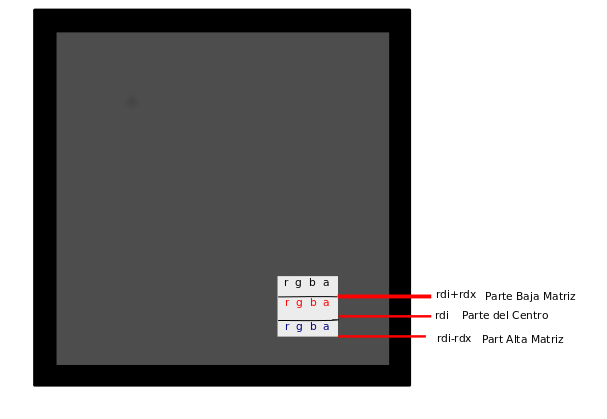 r g b a
rdi+rdx Parte Baja Matriz
r g b a
rdi Parte del Centro
r g b a
rdi-rdx Part Alta Matriz